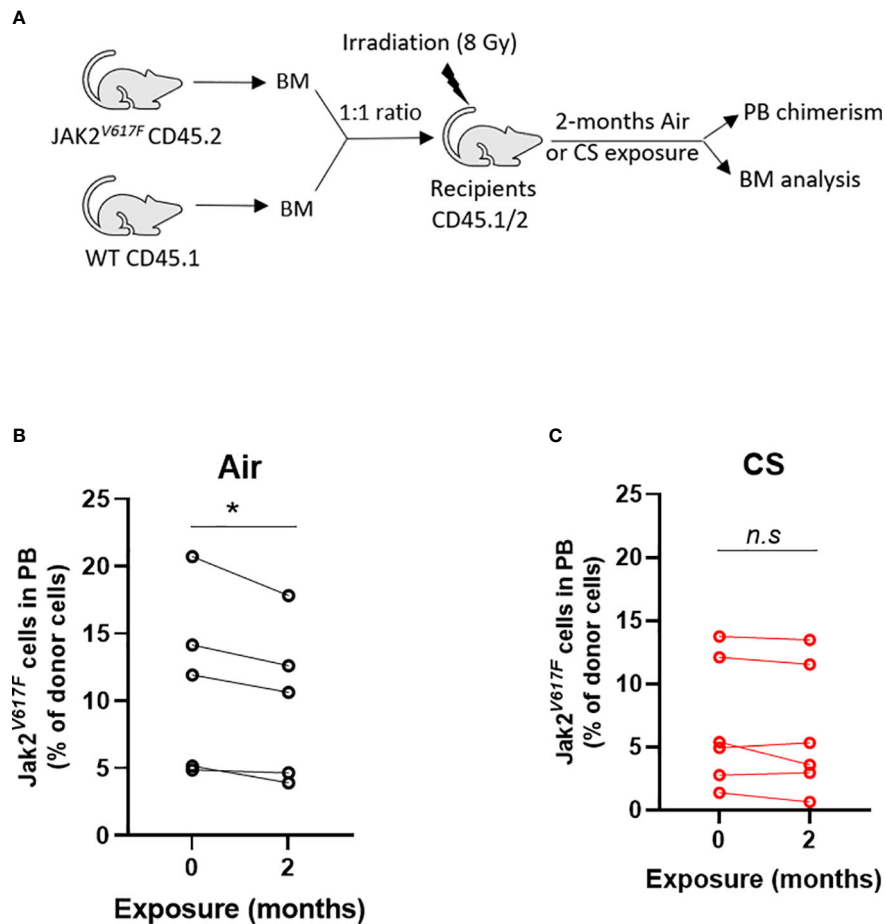 A
Irradiation (8 Gy)
BM
1:1 ratio
2-months Air
or CS exposure
PB chimerism
BM analysis
JAK2V617F CD45.2
Recipients
CD45.1/2
BM
WT CD45.1
B
Air
*
25
20
15
10
5
0
Jak2V617F cells in PB
(% of donor cells)
0 2
Exposure (months)
C
CS
n.s
25
20
15
10
5
0
Jak2V617F cells in PB
(% of donor cells)
0 2
Exposure (months)